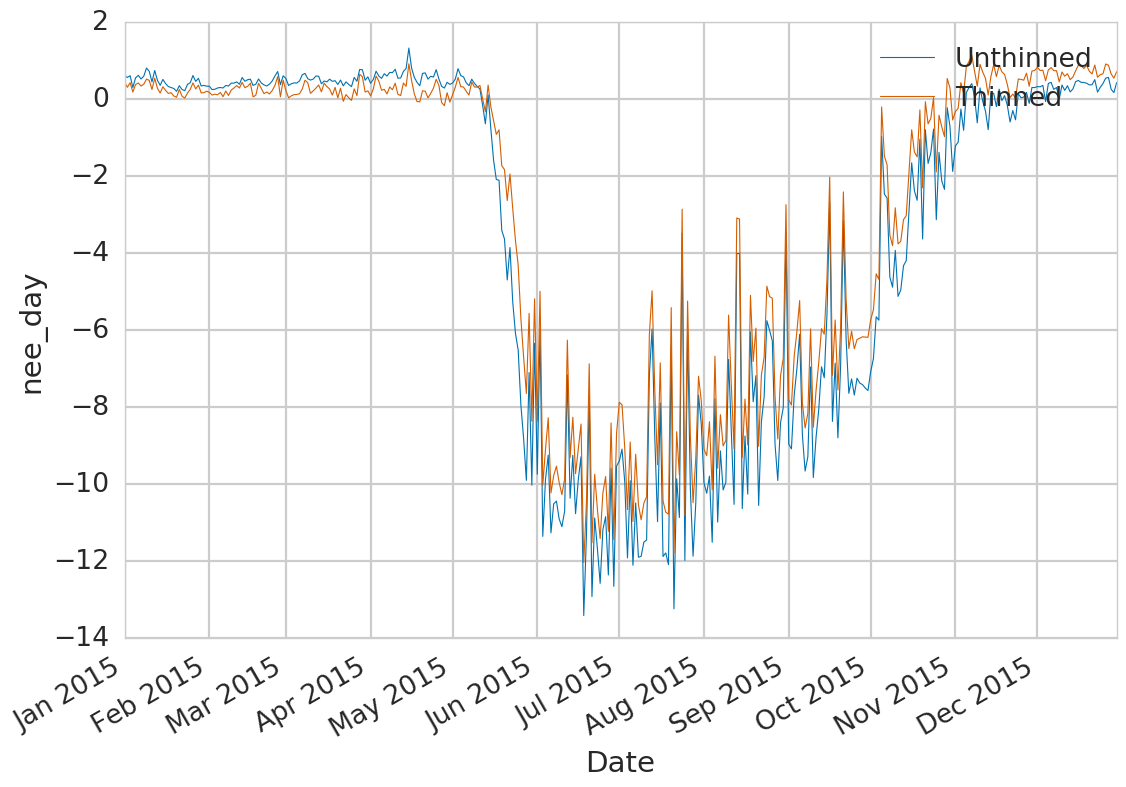 2
0
−2
−4
−6
−8
−10
−12
−14
nee_day
Unthinned
Thinned
Jan 2015
Feb 2015
Mar 2015
Apr 2015
May 2015
Jun 2015
Jul 2015
Aug 2015
Sep 2015
Oct 2015
Nov 2015
Dec 2015
Date